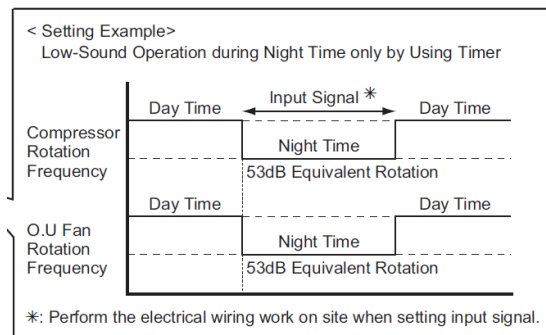 < Setting Example>
Low-Sound Operation during Night Time only by Using Timer
Day Time
Input Signal ✳
Day Time
Compressor
Rotation
Frequency
Night Time
53dB Equivalent Rotation
Day Time
Day Time
O.U Fan
Rotation
Frequency
Night Time
53dB Equivalent Rotation
✳: Perform the electrical wiring work on site when setting input signal.